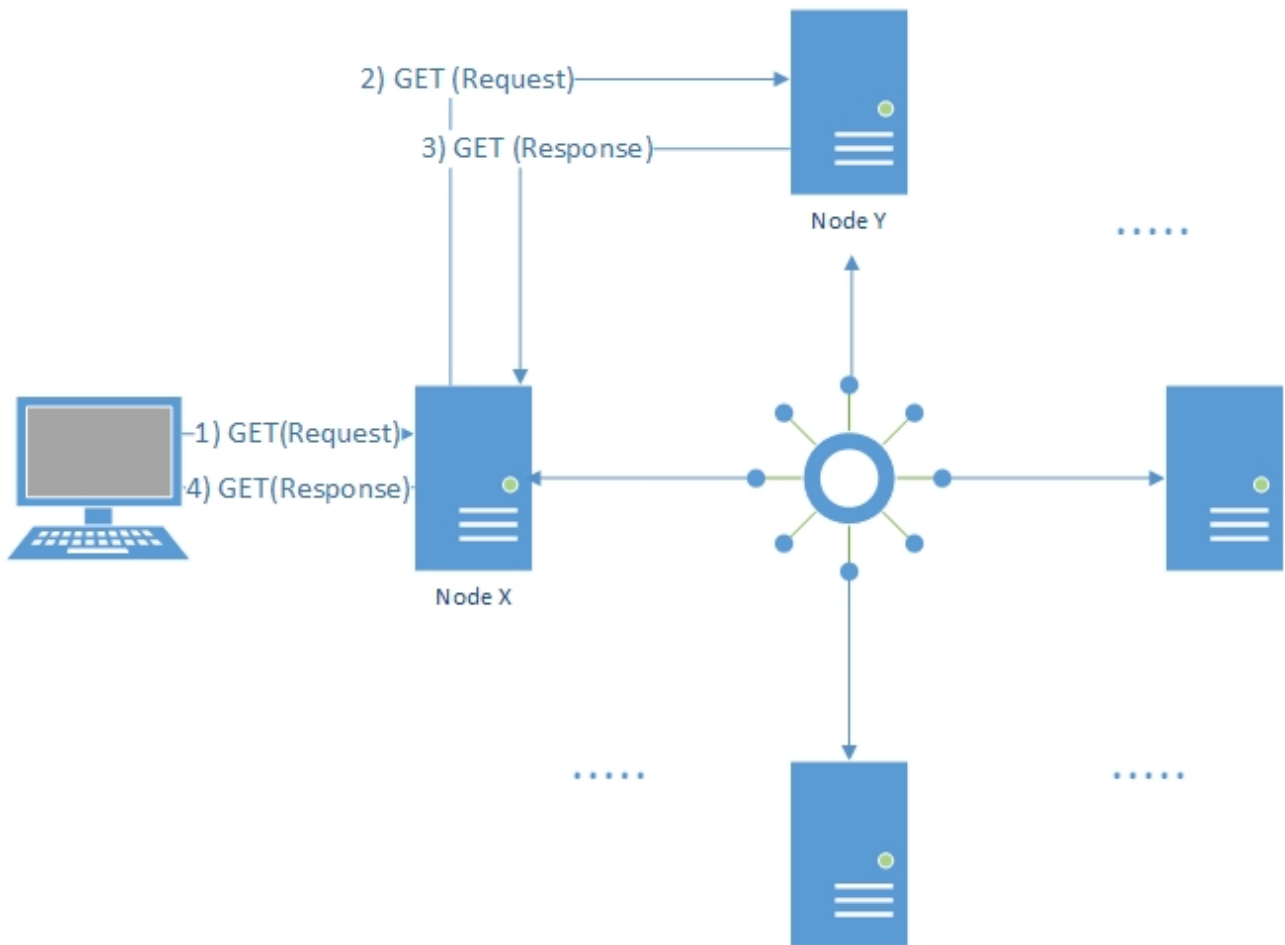 2) GET (Request)
3) GET (Response)
Node Y
.....
1) GET(Request)
4) GET(Response)
Node X
.....
.....